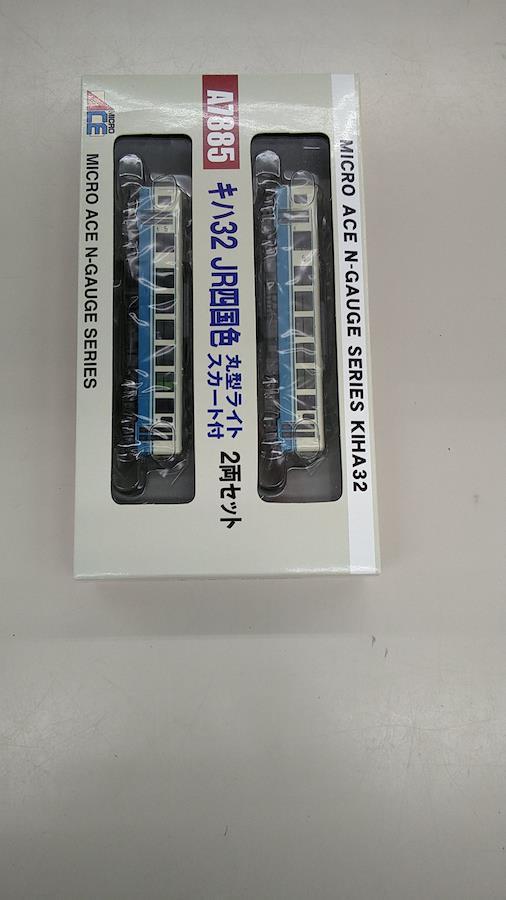 MICRO ACE N-GAUGE SERIES KIHA32
A7885
キハ32 JR四国色 丸型ライト スカート付 2両セット
MICRO ACE
MICRO ACE N-GAUGE SERIES